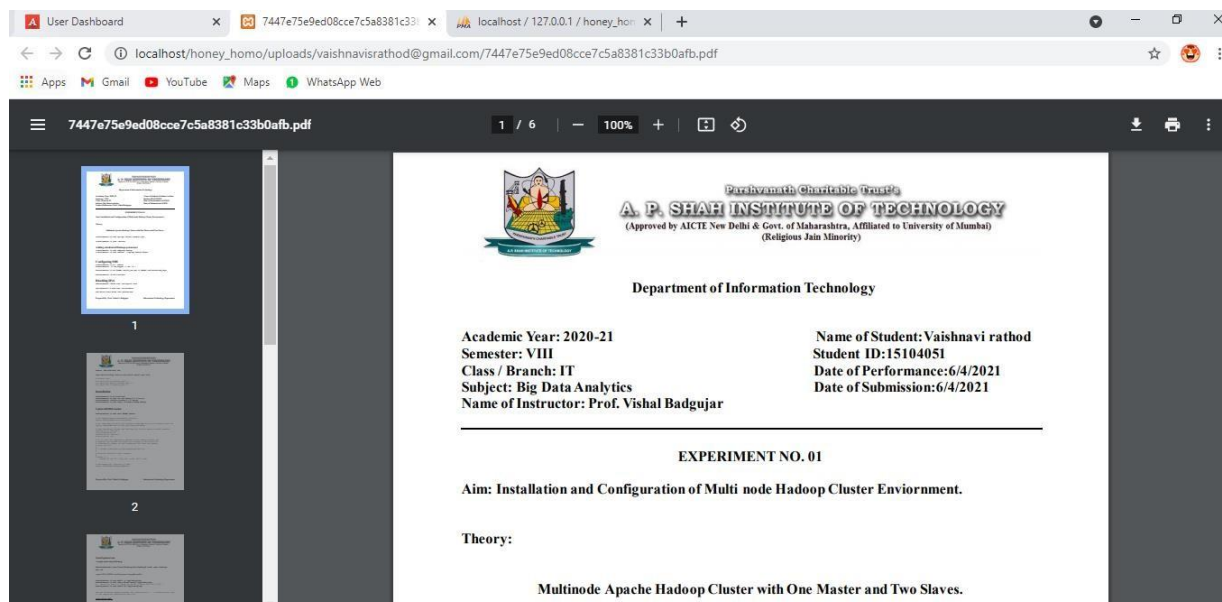 User Dashboard
7447e75e9ed08cce7c5a8381c33
localhost / 127.0.0.1 / honey_hom
localhost/honey_homo/uploads/vaishnavisrathod@gmail.com/7447e75e9ed08cce7c5a8381c33b0afb.pdf
Apps Gmail YouTube Maps WhatsApp Web
7447e75e9ed08cce7c5a8381c33b0afb.pdf
1 / 6 — 100% +
Parshvanath Charitable Trust's
A. P. SHAH INSTITUTE OF TECHNOLOGY
(Approved by AICTE New Delhi & Govt. of Maharashtra, Affiliated to University of Mumbai)
(Religious Jain Minority)
Department of Information Technology
Academic Year: 2020-21
Name of Student:Vaishnavi rathod
Semester: VIII
Student ID:15104051
Class / Branch: IT
Date of Performance:6/4/2021
Subject: Big Data Analytics
Date of Submission:6/4/2021
Name of Instructor: Prof. Vishal Badgujar
EXPERIMENT NO. 01
Aim: Installation and Configuration of Multi node Hadoop Cluster Enviornment.
Theory:
Multinode Apache Hadoop Cluster with One Master and Two Slaves.
1
2